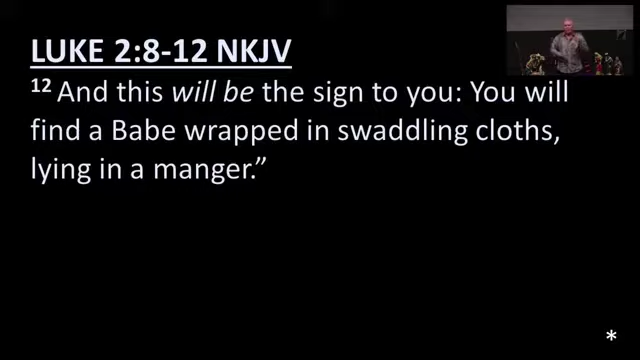 LUKE 2:8-12 NKJV
12 And this will be the sign to you: You will
find a Babe wrapped in swaddling cloths,
lying in a manger.”
*